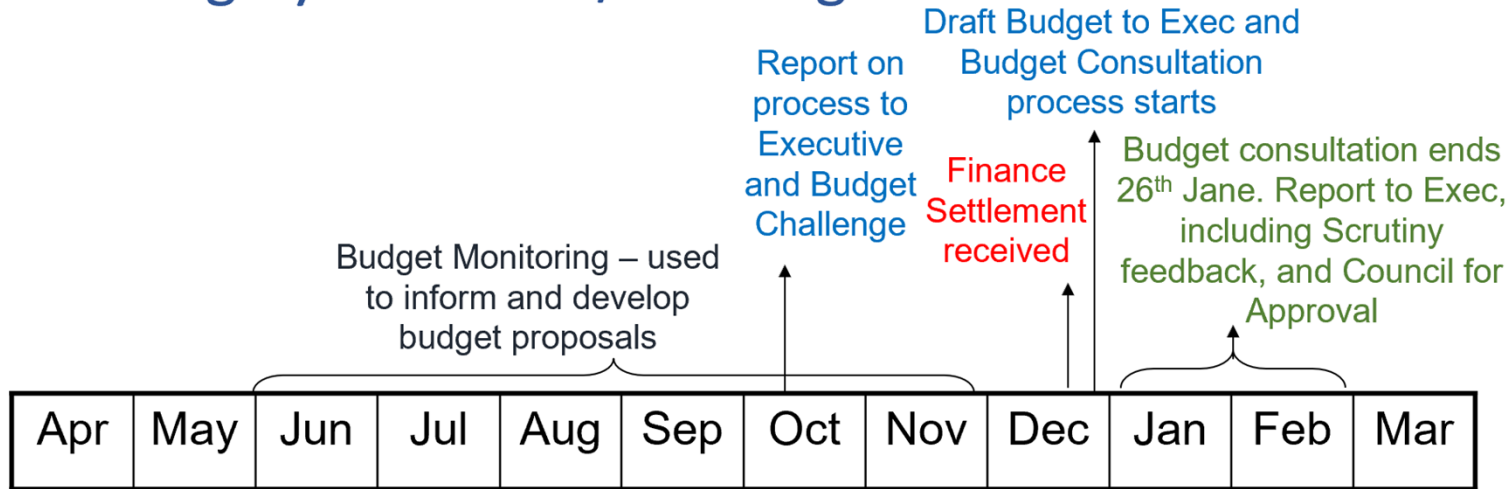 Draft Budget to Exec and
Budget Consultation
process starts
Report on
process to
Executive
and Budget
Challenge
Finance
Settlement
received
Budget consultation ends
26th Jane. Report to Exec,
including Scrutiny
feedback, and Council for
Approval
Budget Monitoring – used
to inform and develop
budget proposals
Apr May Jun Jul Aug Sep Oct Nov Dec Jan Feb Mar